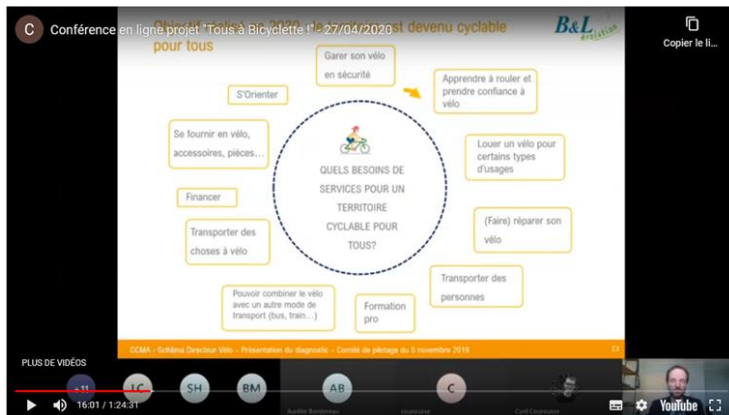 C Conférence en ligne projet "Tous à Bicyclette !" - 27/04/2020
est devenu cyclable
pour tous
B&L évolution
Copier le li...
Garer son vélo
en sécurité
Apprendre à rouler et
prendre confiance à
vélo
S'Orienter
Se fournir en vélo,
accessoires, pièces...
Louer un vélo pour
certains types
d'usages
QUELS BESOINS DE
SERVICES POUR UN
TERRITOIRE
CYCLABLE POUR
TOUS?
Financer
(Faire) réparer son
vélo
Transporter des
choses à vélo
Transporter des
personnes
Pouvoir combiner le vélo
avec un autre mode de
transport (bus, train...)
Formation
pro
CCMA - Schéma Directeur Vélo - Présentation du diagnostic - Comité de pilotage du 5 novembre 2019
PLUS DE VIDÉOS
+11
LC
SH
BM
AB
C
16:01 / 1:24:31
YouTube